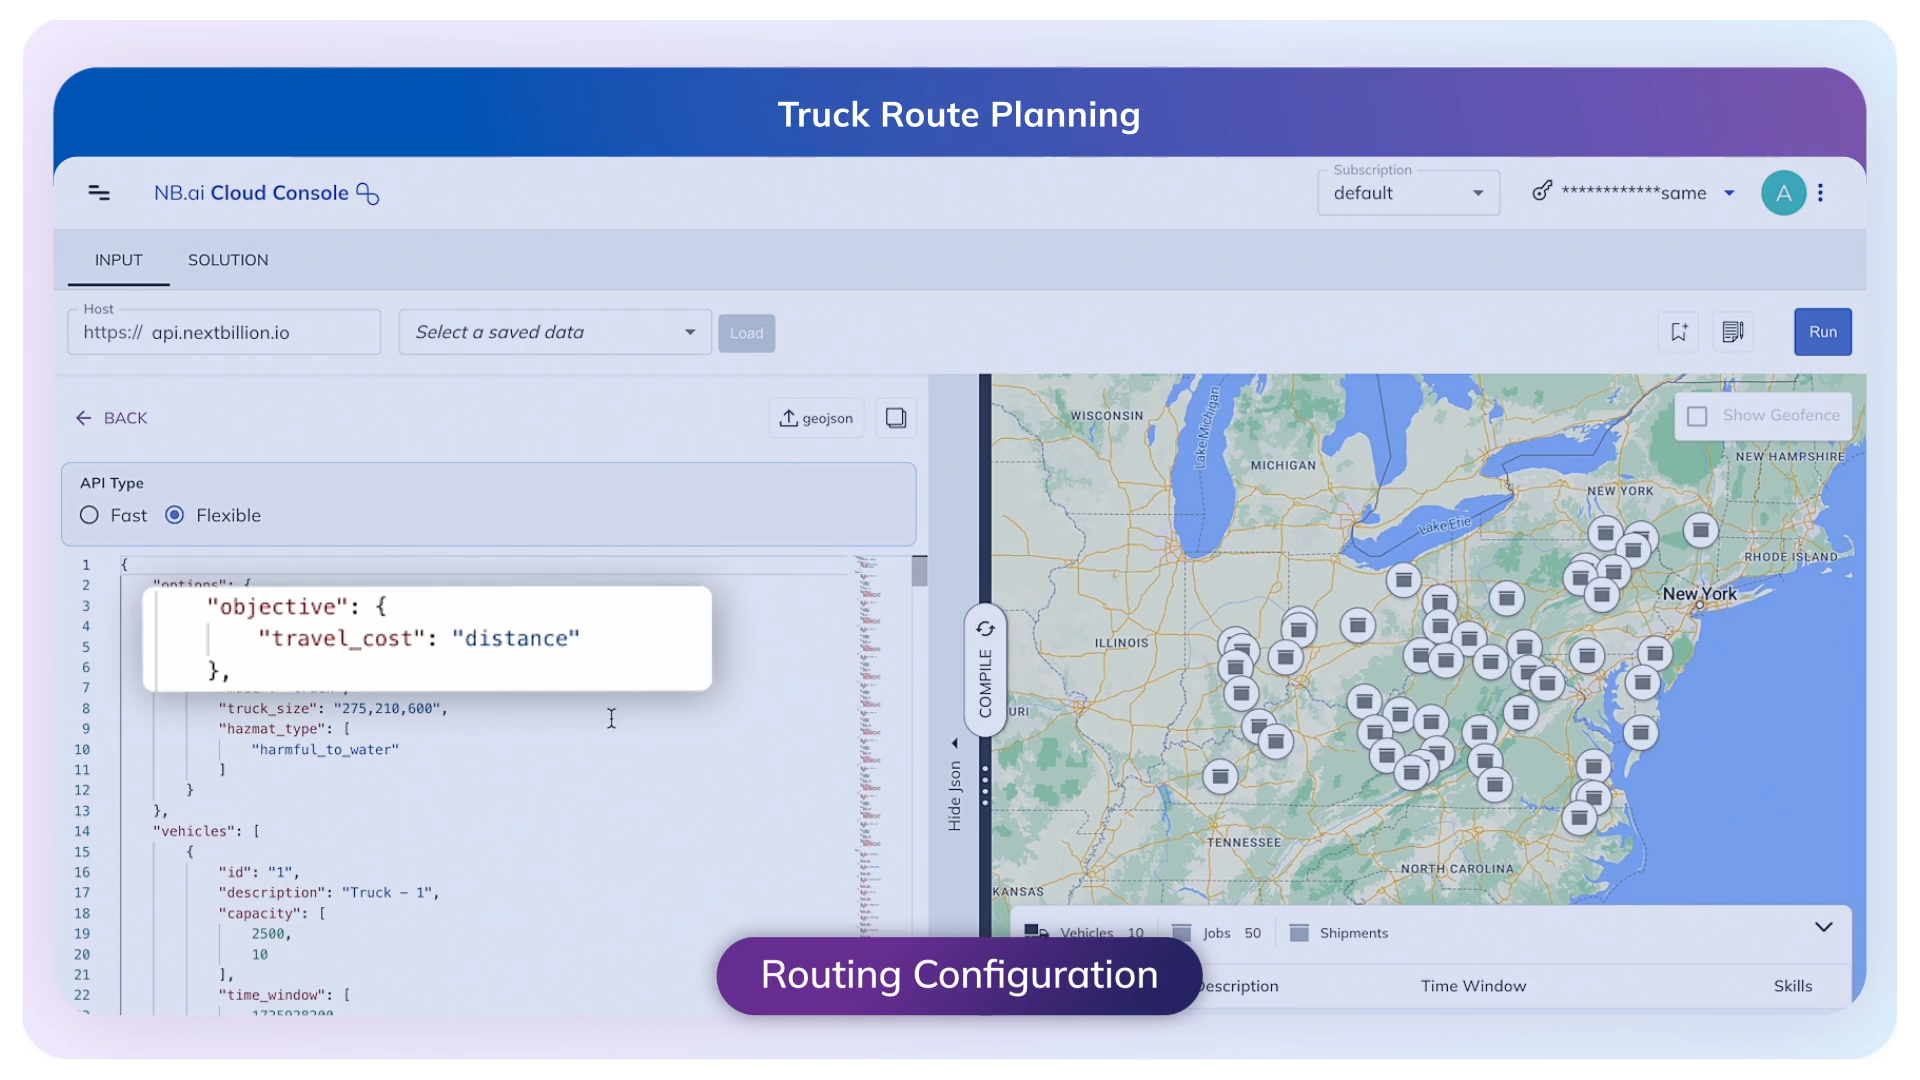 Truck Route Planning
NB.ai Cloud Console
Subscription
default
************same
A
INPUT
SOLUTION
Host
https:// api.nextbillion.io
Select a saved data
Load
Run
BACK
geojson
API Type
Fast
Flexible
1 {
2 "options": {
3 "objective": {
4 "travel_cost": "distance"
5 },
6
7
8 "truck_size": "275,210,600",
9 "hazmat_type": [
10 "harmful_to_water"
11 ]
12 }
13 },
14 "vehicles": [
15 {
16 "id": "1",
17 "description": "Truck – 1",
18 "capacity": [
19 2500,
20 10
21 ],
22 "time_window": [
COMPILE
Hide Json
Show Geofence
WISCONSIN
Lake Michigan
MICHIGAN
NEW HAMPSHIRE
NEW YORK
Lake Erie
RHODE ISLAND
New York
ILLINOIS
URI
TENNESSEE
NORTH CAROLINA
KANSAS
Vehicles 10
Jobs 50
Shipments
Description
Time Window
Skills
Routing Configuration